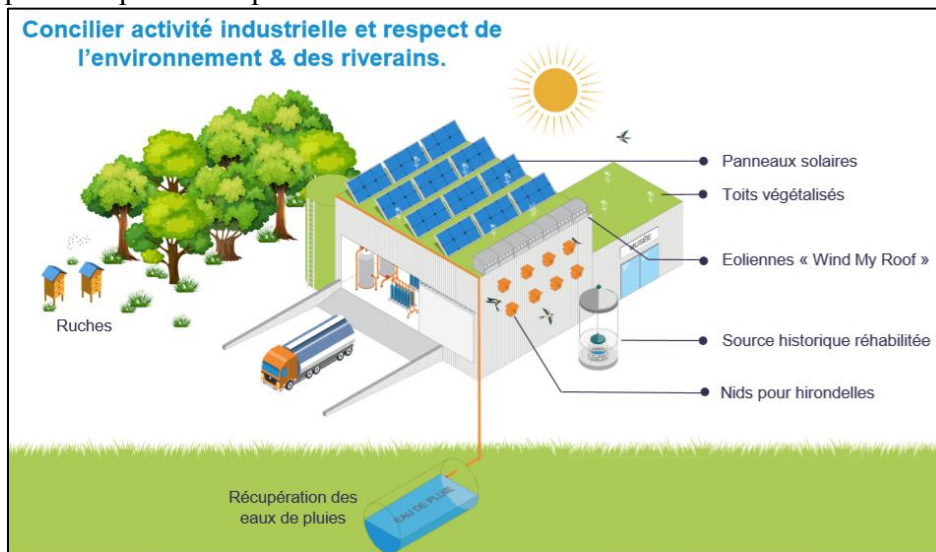 Concilier activité industrielle et respect de
l'environnement & des riverains.
Panneaux solaires
Toits végétalisés
MUSÉE
Eoliennes « Wind My Roof »
Ruches
Source historique réhabilitée
Nids pour hirondelles
Récupération des
eaux de pluies
EAU DE PLUIE